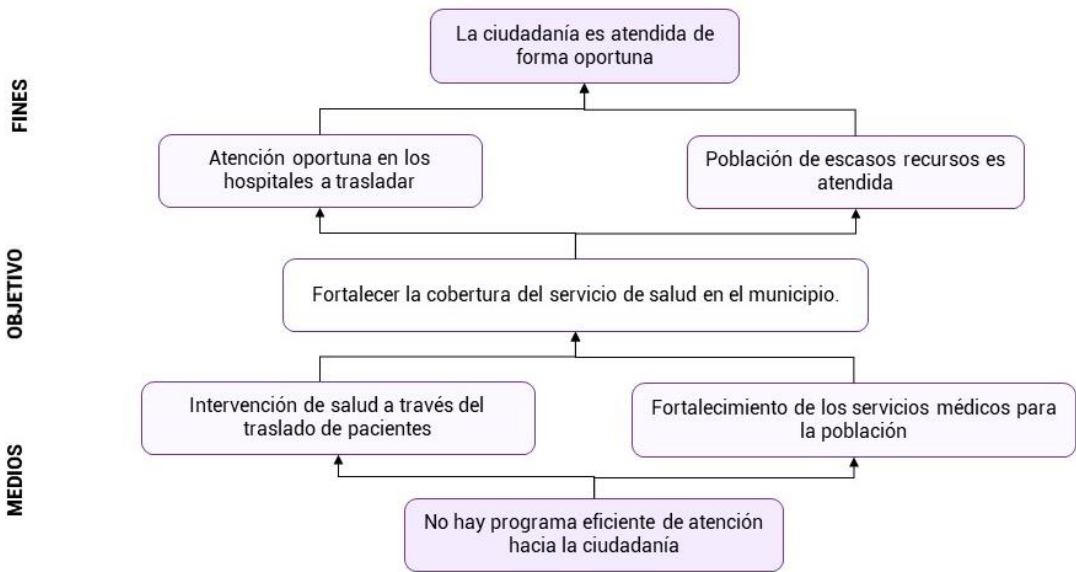 La ciudadanía es atendida de
forma oportuna
FINES
Atención oportuna en los
hospitales a trasladar
Población de escasos recursos es
atendida
OBJETIVO
Fortalecer la cobertura del servicio de salud en el municipio.
Intervención de salud a través del
traslado de pacientes
Fortalecimiento de los servicios médicos para
la población
MEDIOS
No hay programa eficiente de atención
hacia la ciudadanía